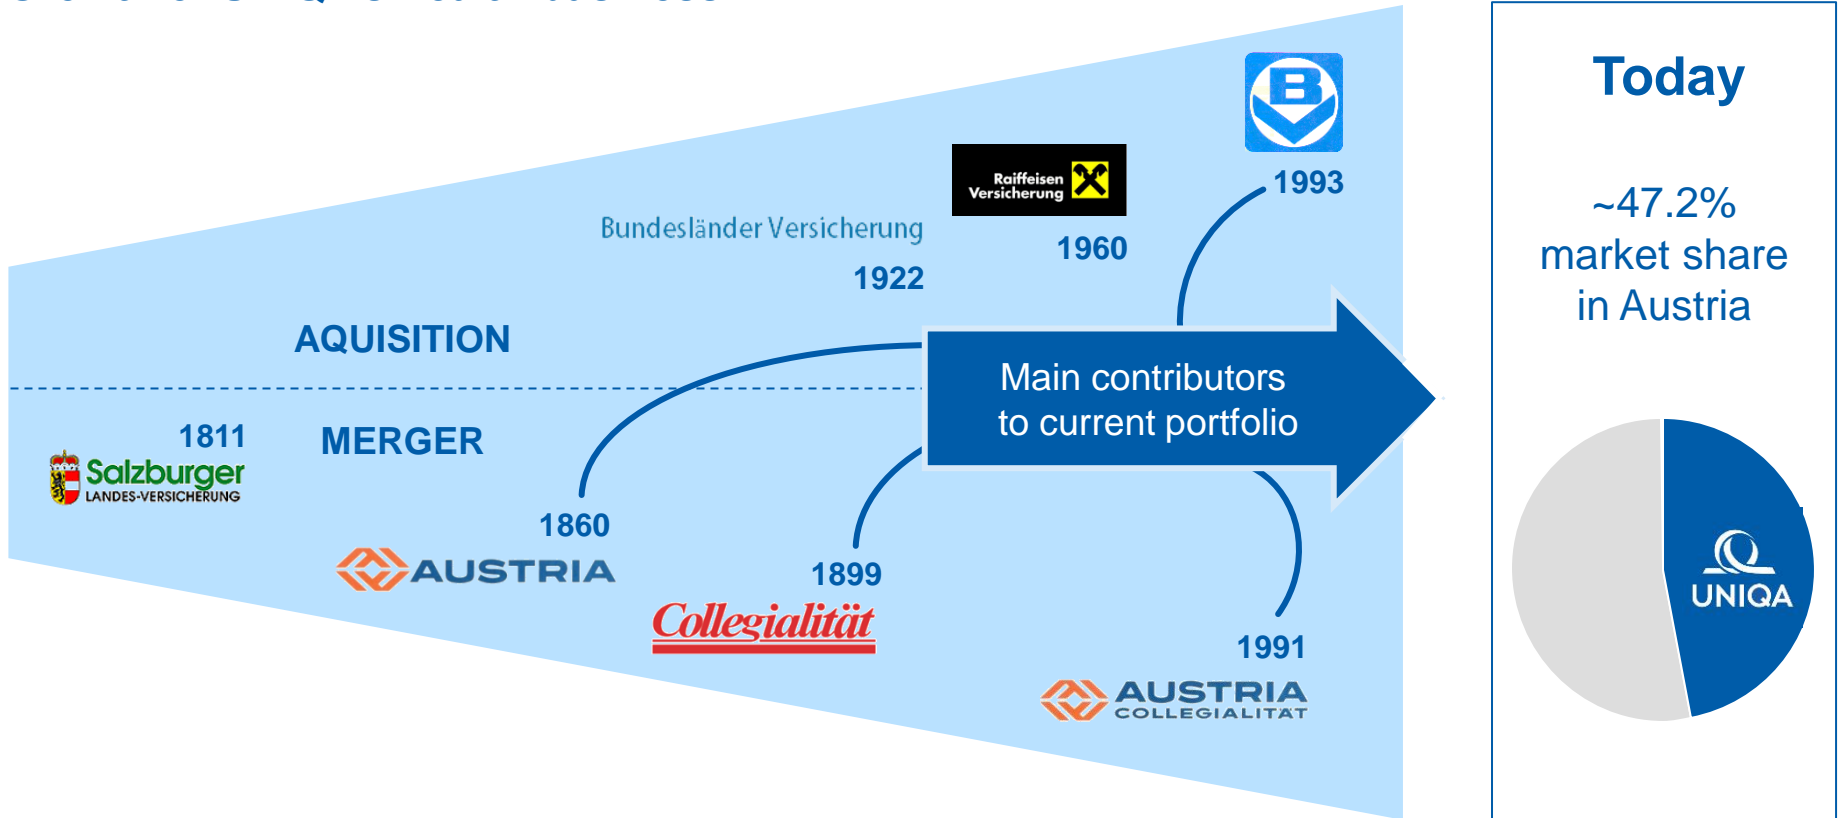 Today
~47.2%
market share
in Austria
B
1993
Raiffeisen
Versicherung
1960
Bundesländer Versicherung
1922
AQUISITION
Main contributors
to current portfolio
1811
MERGER
Salzburger
LANDES-VERSICHERUNG
1860
AUSTRIA
1899
Collegialität
1991
AUSTRIA
COLLEGIALITÄT
UNIQA